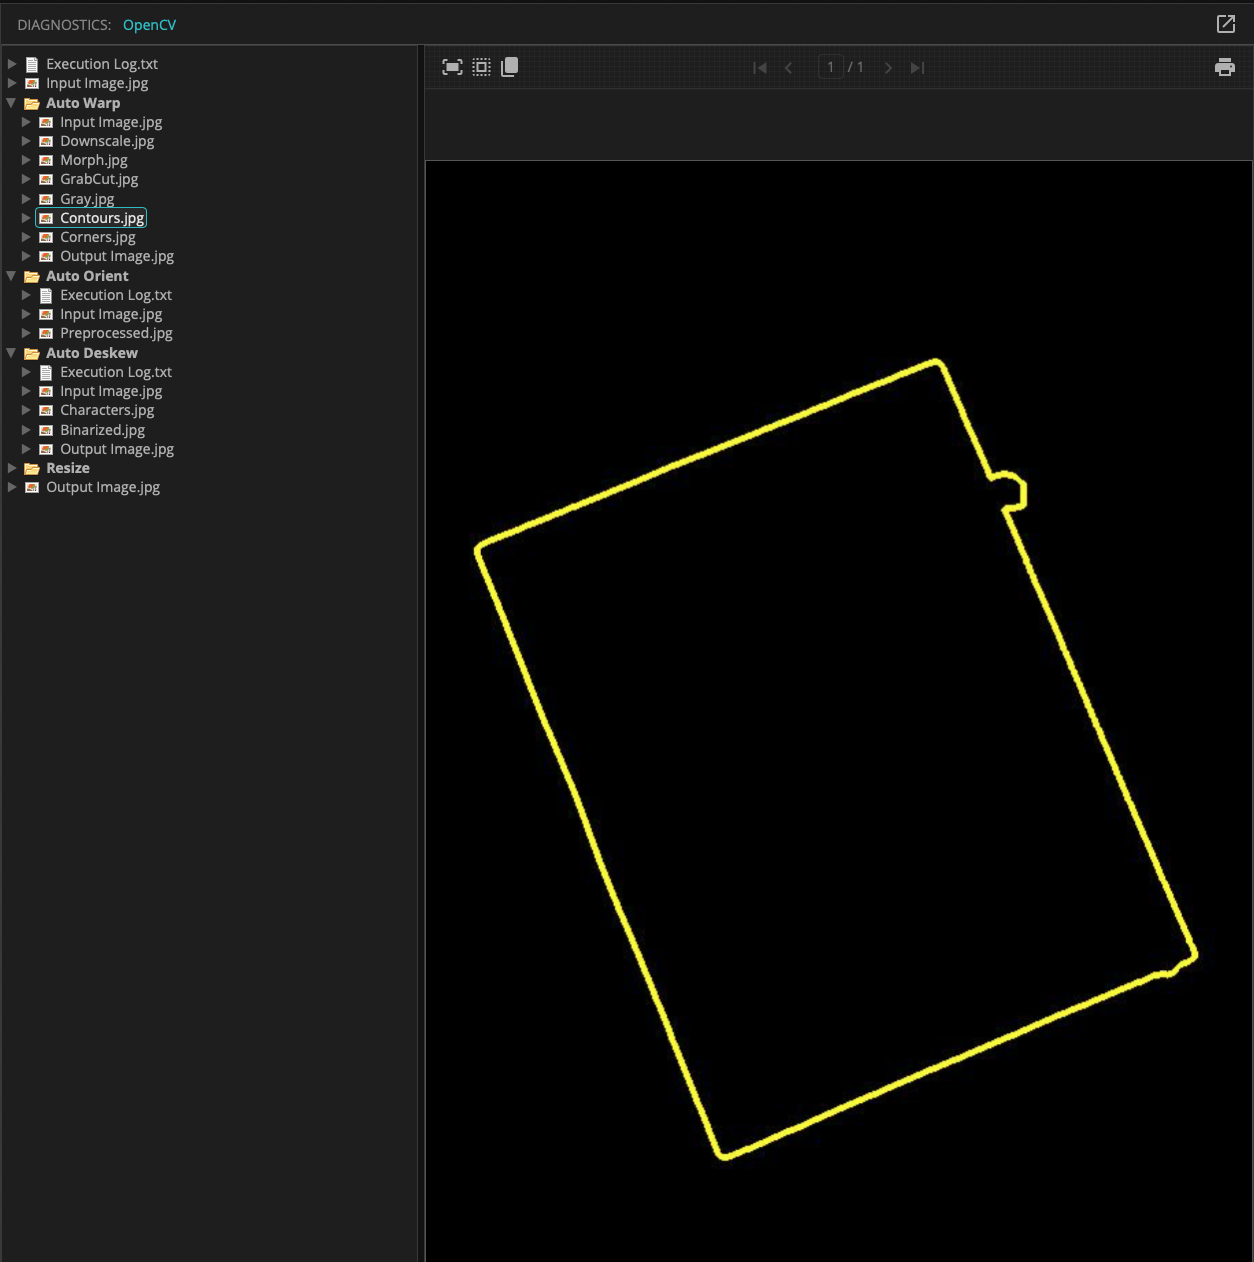 DIAGNOSTICS: OpenCV
Execution Log.txt
Input Image.jpg
Auto Warp
Input Image.jpg
Downscale.jpg
Morph.jpg
GrabCut.jpg
Gray.jpg
Contours.jpg
Corners.jpg
Output Image.jpg
Auto Orient
Execution Log.txt
Input Image.jpg
Preprocessed.jpg
Auto Deskew
Execution Log.txt
Input Image.jpg
Characters.jpg
Binarized.jpg
Output Image.jpg
Resize
Output Image.jpg
1 / 1